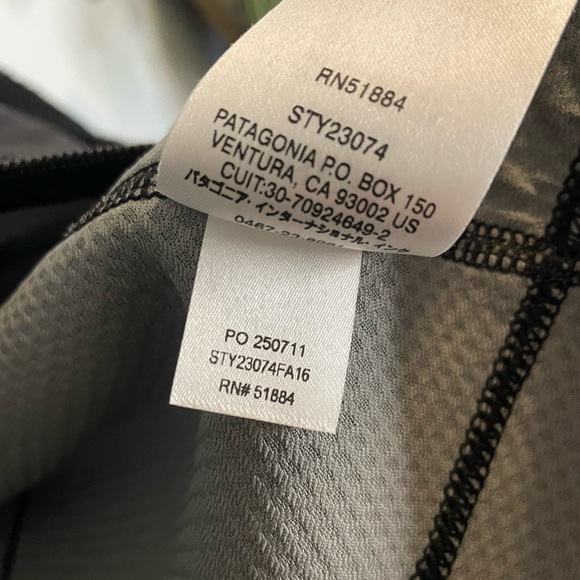 RN51884
STY23074
PATAGONIA P.O. BOX 150
VENTURA, CA 93002 US
CUIT:30-70924649-2
パタゴニア・インターナショナル・インク
PO 250711
STY23074FA16
RN# 51884